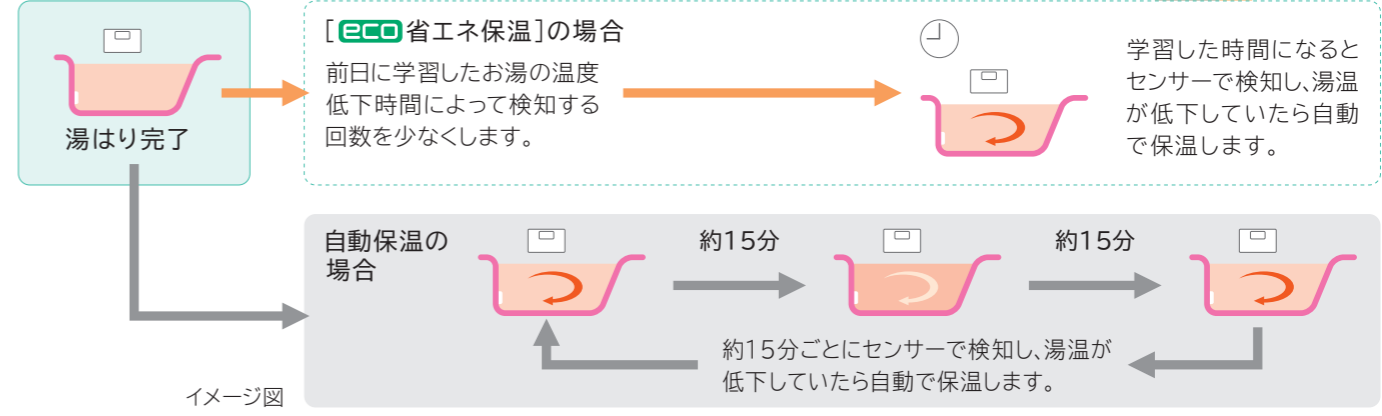 湯はり完了
[eco省エネ保温]の場合
前日に学習したお湯の温度
低下時間によって検知する
回数を少なくします。
学習した時間になると
センサーで検知し、湯温
が低下していたら自動
で保温します。
自動保温の
場合
約15分
約15分
約15分ごとにセンサーで検知し、湯温が
低下していたら自動で保温します。
イメージ図